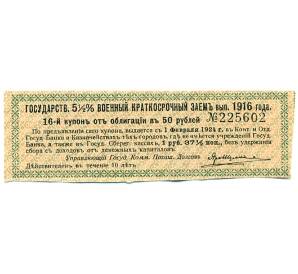 ГОСУДАРСТВ. 5½% ВОЕННЫЙ КРАТКОСРОЧНЫЙ ЗАЕМЪ вып. 1916 года.
16-й купонъ отъ облигаціи въ 50 рублей №225602
По предъявленіи сего купона, выдается съ 1 Февраля 1924 г. въ Конт. и Отд.
Госуд. Банка и Казначействахъ тѣхъ городовъ, гдѣ не имѣется учрежденій Госуд.
Банка, а также въ Госуд. Сберег. кассахъ 1 руб. 37½ коп., безъ удержанія
сбора съ доходовъ отъ денежныхъ капиталовъ.
Управляющій Госуд. Комм. Погаш. Долговъ
Дѣйствителенъ въ теченіе 10 лѣтъ.